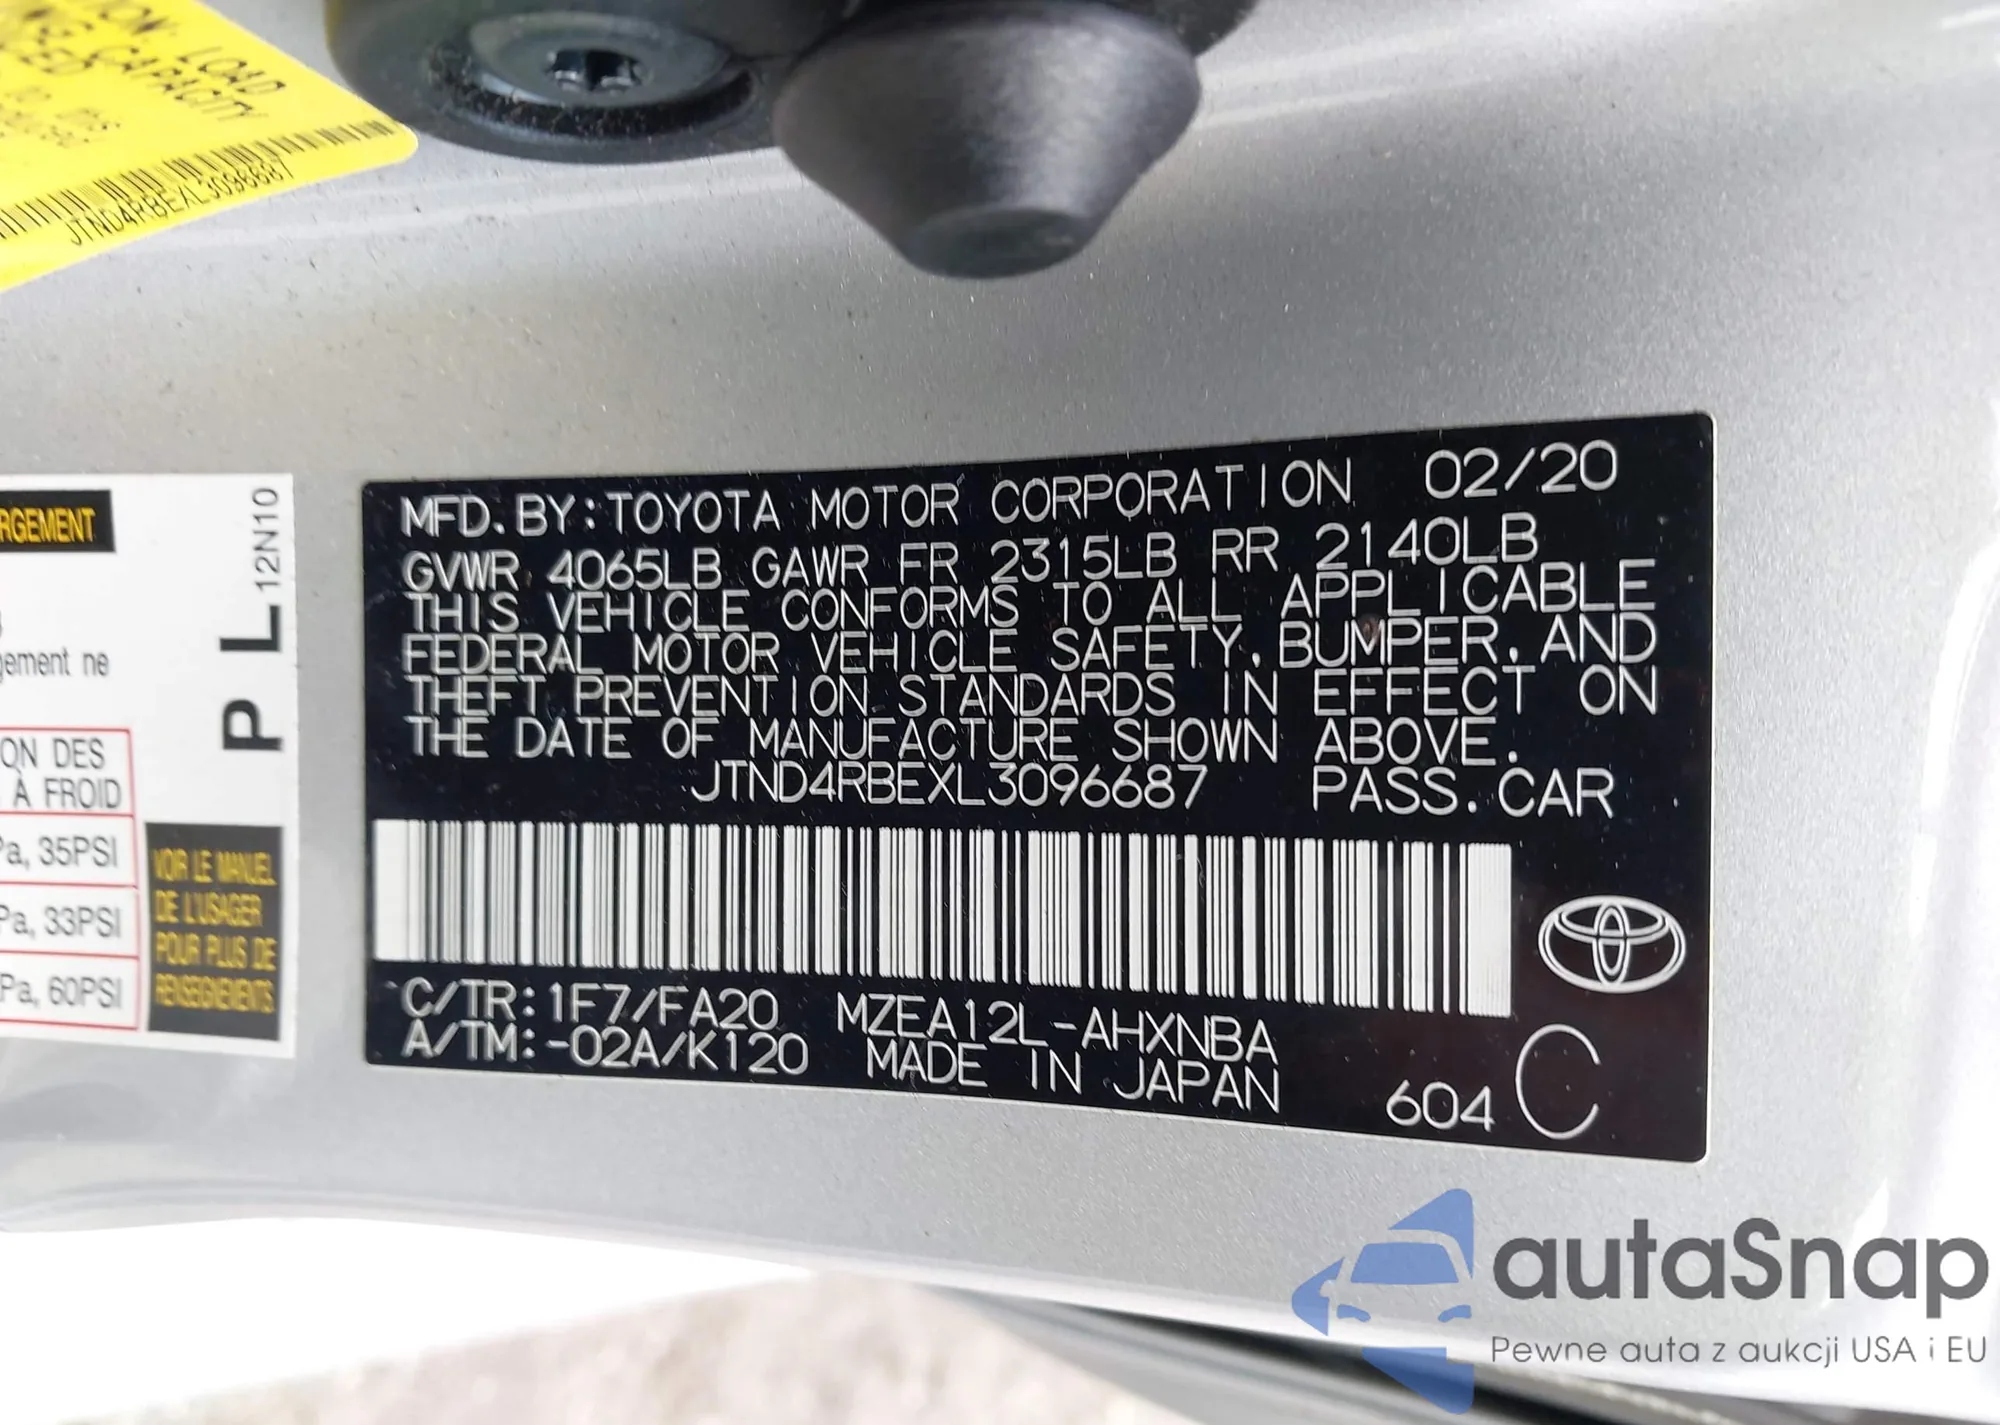 LOAD
CAPACITY
JTND4RBEXL3096687
MFD. BY: TOYOTA MOTOR CORPORATION 02/20
GVWR 4065LB GAWR FR 2315LB RR 2140LB
THIS VEHICLE CONFORMS TO ALL APPLICABLE
FEDERAL MOTOR VEHICLE SAFETY, BUMPER, AND
THEFT PREVENTION STANDARDS IN EFFECT ON
THE DATE OF MANUFACTURE SHOWN ABOVE.
JTND4RBEXL3096687 PASS. CAR
C/TR: 1F7/FA20 MZEA12L-AHXNBA
A/TM: -02A/K120 MADE IN JAPAN
604 C
RGEMENT
gement ne
P L 12N10
ON DES
À FROID
Pa, 35PSI
Pa, 33PSI
Pa, 60PSI
VOIR LE MANUEL
DE L'USAGER
POUR PLUS DE
RENSEIGNEMENTS
autaSnap
Pewne auta z aukcji USA i EU